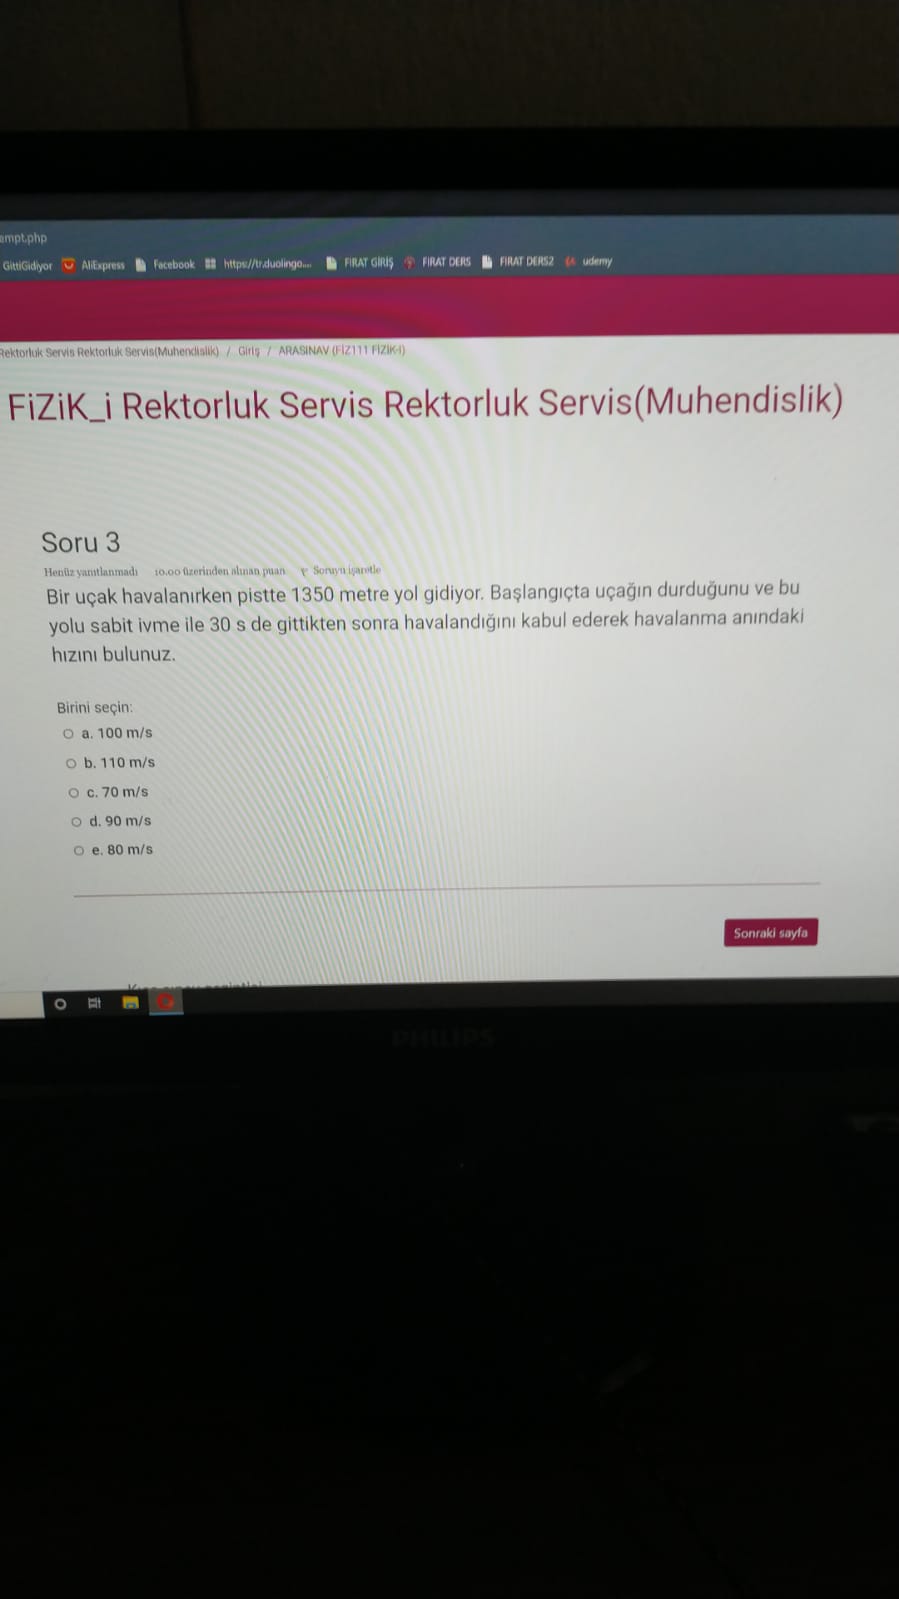 empt.php
GittiGidiyor AliExpress Facebook https://tr.duolingo.... FIRAT GİRİŞ FIRAT DERS FIRAT DERS2 udemy
Rektorluk Servis Rektorluk Servis(Muhendislik) / Giriş / ARASINAV (FİZ111 FİZİK-I)
FiZiK_i Rektorluk Servis Rektorluk Servis(Muhendislik)
Soru 3
Henüz yanıtlanmadı 10.00 üzerinden alınan puan Soruyu işaretle
Bir uçak havalanırken pistte 1350 metre yol gidiyor. Başlangıçta uçağın durduğunu ve bu
yolu sabit ivme ile 30 s de gittikten sonra havalandığını kabul ederek havalanma anındaki
hızını bulunuz.
Birini seçin:
a. 100 m/s
b. 110 m/s
c. 70 m/s
d. 90 m/s
e. 80 m/s
Sonraki sayfa
PHILIPS